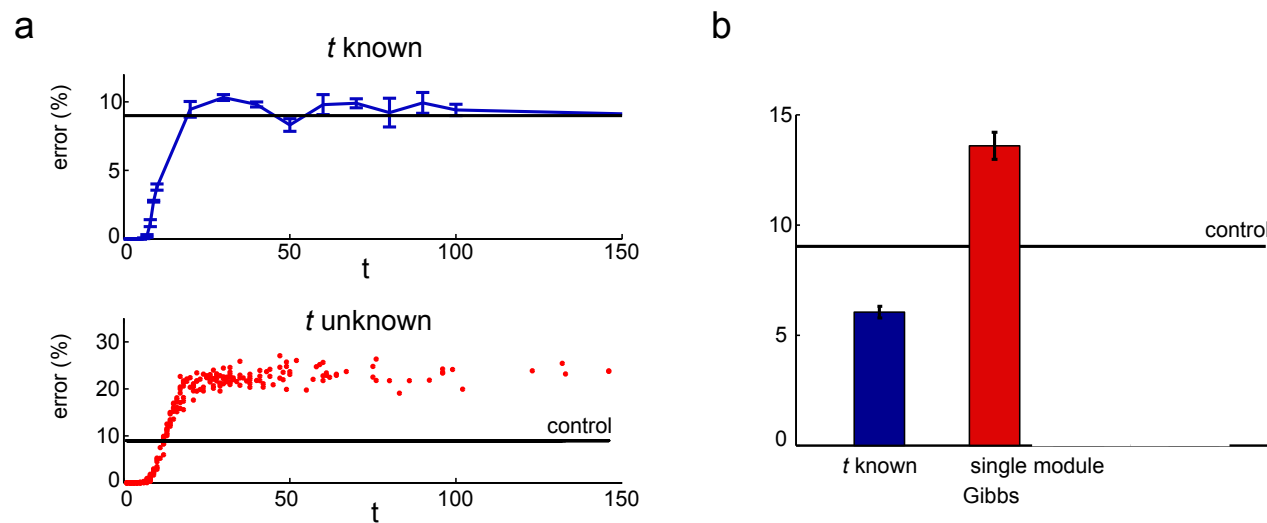 a
t known
error (%)
10
5
0
0
50
100
150
t
t unknown
error (%)
30
20
10
0
control
0
50
100
150
t
b
15
10
5
0
control
t known
single module
Gibbs